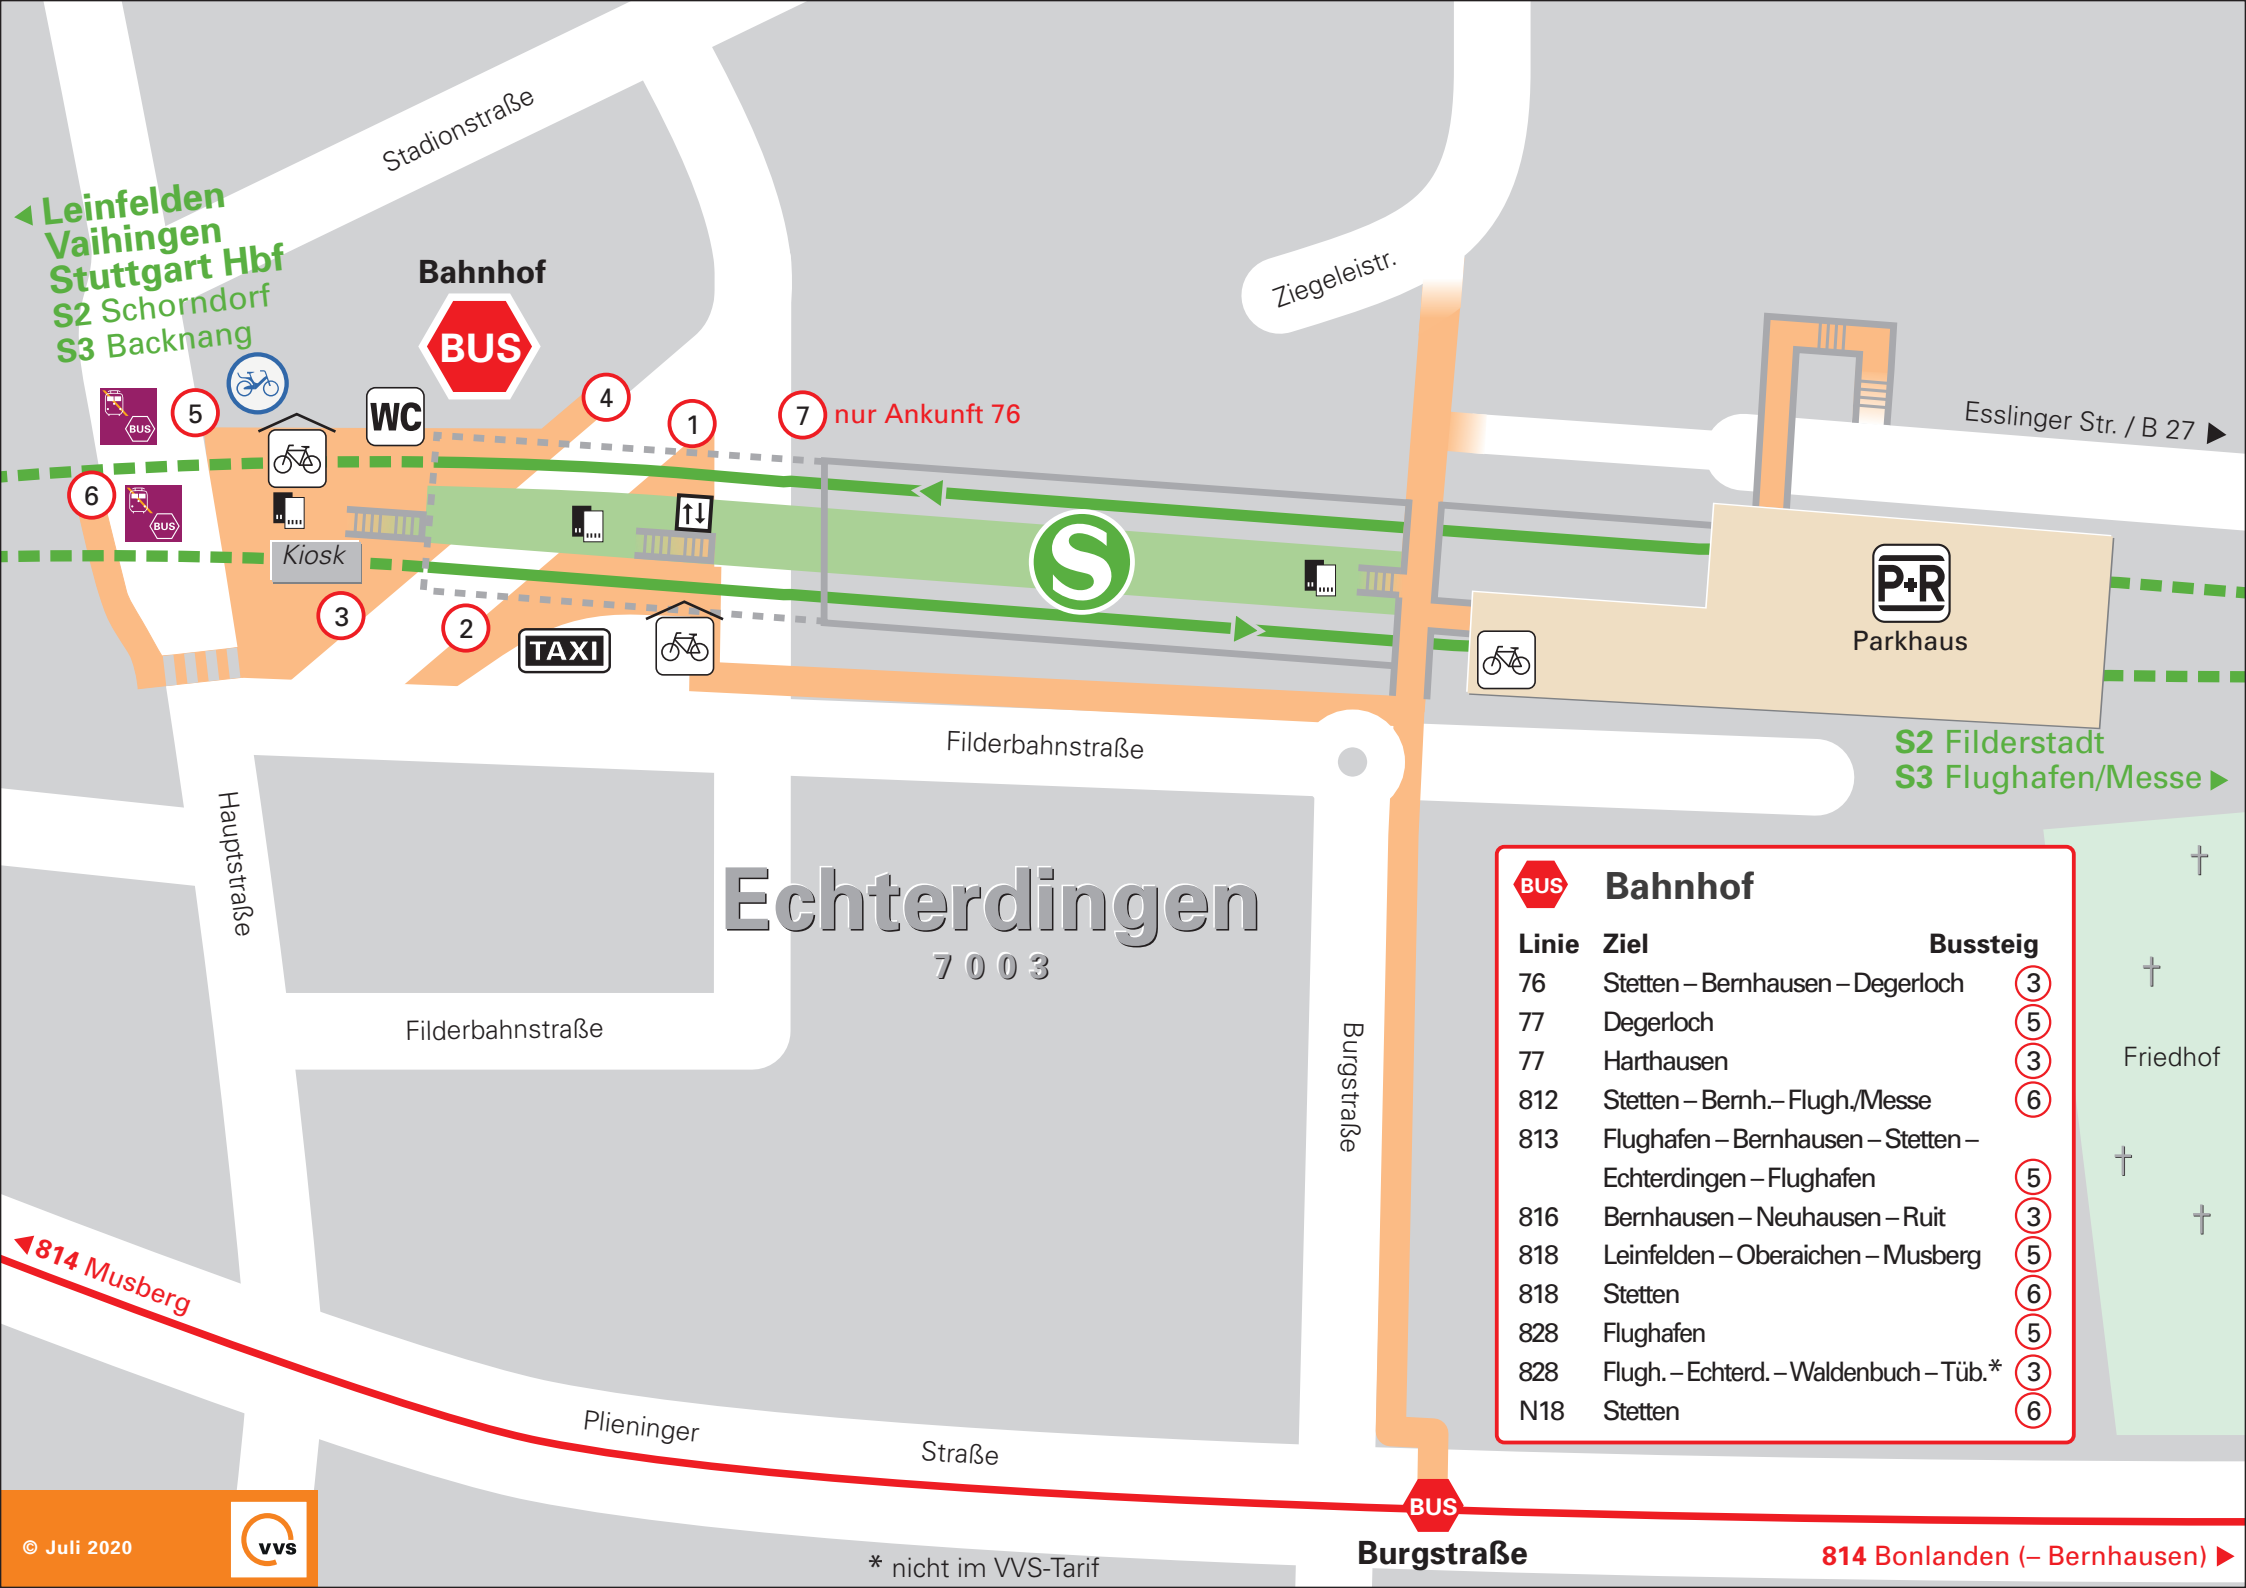 Stadionstraße
Leinfelden
Vaihingen
Stuttgart Hbf
S2 Schorndorf
S3 Backnang
Bahnhof
BUS
Ziegeleistr.
Esslinger Str. / B 27
WC
BUS
5
4
1
7 nur Ankunft 76
6
BUS
Kiosk
S
3
2
TAXI
P+R
Parkhaus
S2 Filderstadt
S3 Flughafen/Messe
Filderbahnstraße
Hauptstraße
Echterdingen
7003
Filderbahnstraße
Burgstraße
Friedhof
BUS Bahnhof
Linie Ziel Bussteig
76 Stetten – Bernhausen – Degerloch 3
77 Degerloch 5
77 Harthausen 3
812 Stetten – Bernh.– Flugh./Messe 6
813 Flughafen – Bernhausen – Stetten –
Echterdingen – Flughafen 5
816 Bernhausen – Neuhausen – Ruit 3
818 Leinfelden – Oberaichen – Musberg 5
818 Stetten 6
828 Flughafen 5
828 Flugh. – Echterd. – Waldenbuch – Tüb.* 3
N18 Stetten 6
814 Musberg
Plieninger Straße
BUS
Burgstraße
814 Bonlanden (– Bernhausen)
© Juli 2020
vvs
* nicht im VVS-Tarif